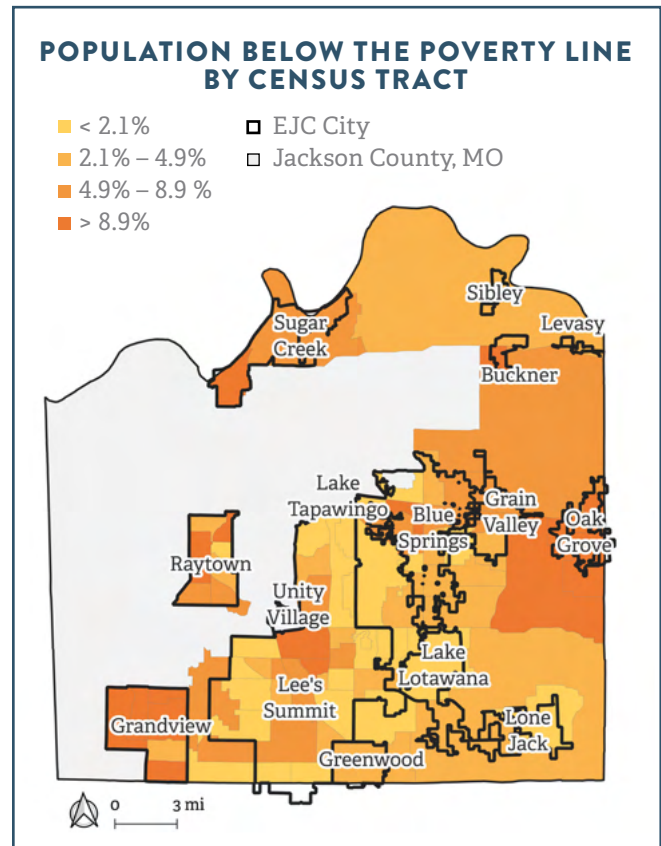 POPULATION BELOW THE POVERTY LINE
BY CENSUS TRACT
< 2.1%
2.1% – 4.9%
4.9% – 8.9 %
> 8.9%
EJC City
Jackson County, MO
Sibley
Levasy
Sugar
Creek
Buckner
Lake
Tapawingo
Blue
Springs
Grain
Valley
Oak
Grove
Raytown
Unity
Village
Lake
Lotawana
Lee's
Summit
Lone
Jack
Grandview
Greenwood
0 3 mi